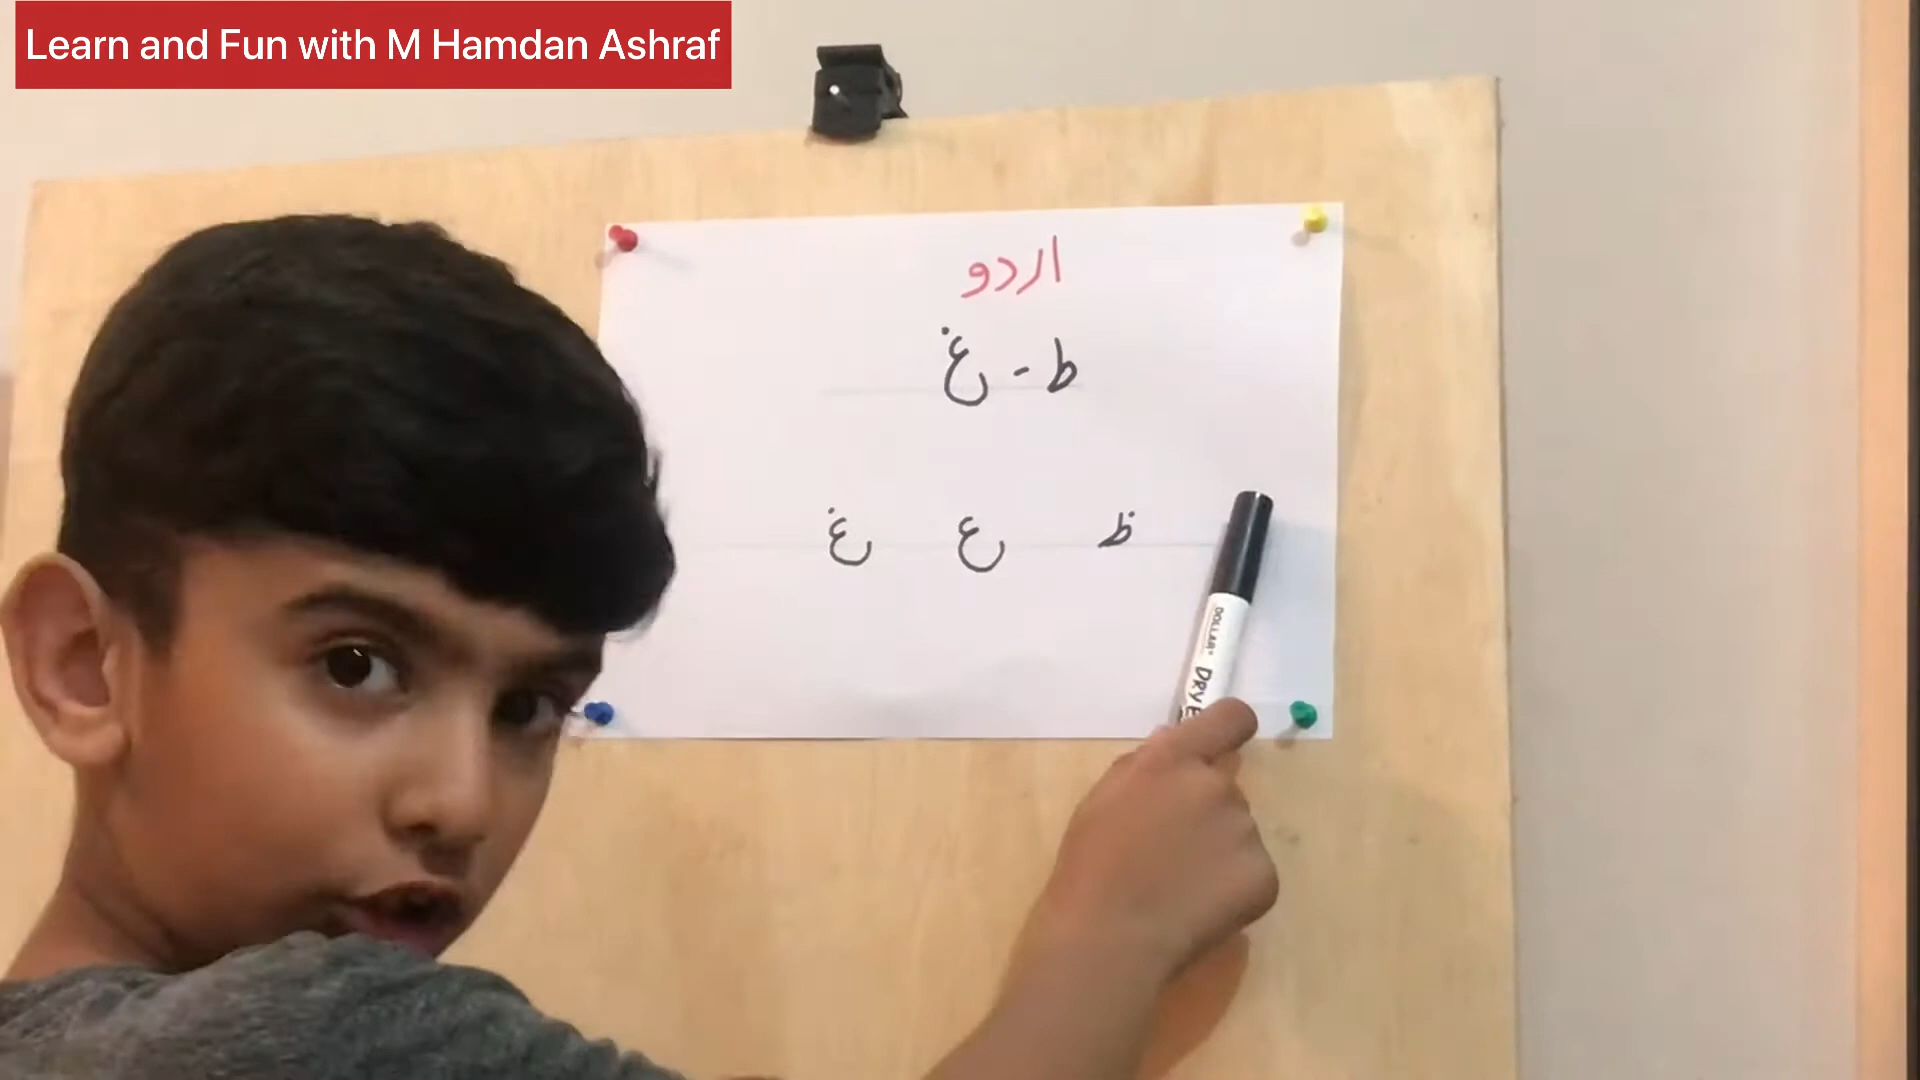 Learn and Fun with M Hamdan Ashraf
اردو
ط - غ
ظ ع غ
DOLLAR
DRY E